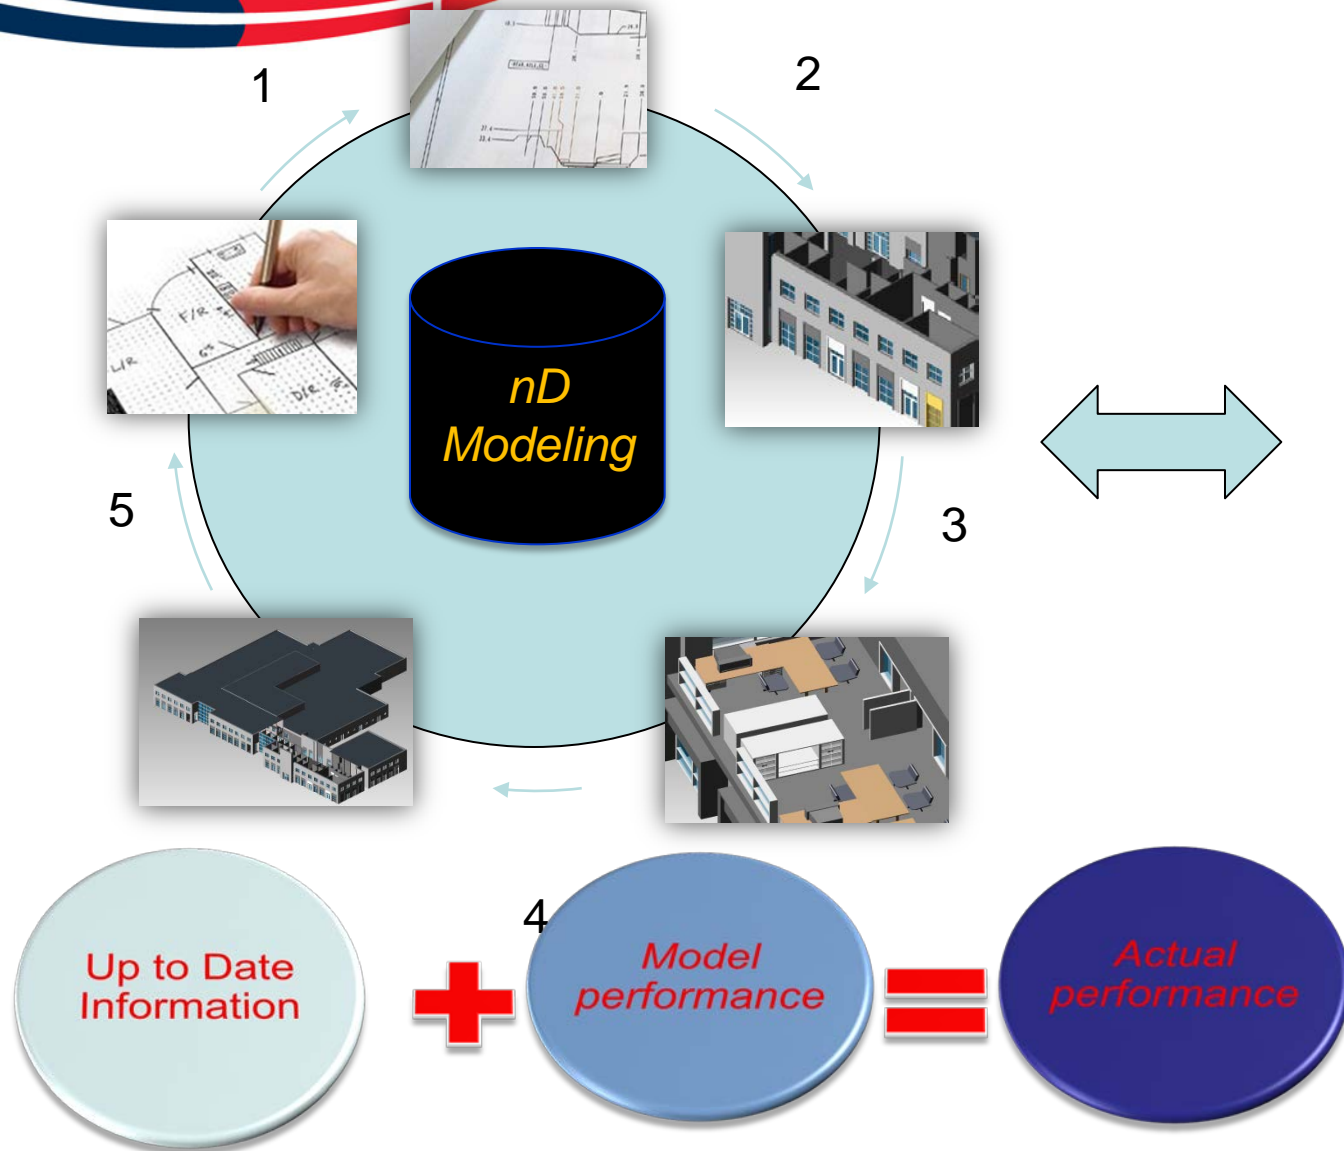 1
2
F/R
L/R
D/R
nD
Modeling
5
3
4
Up to Date
Information
Model
performance
Actual
performance